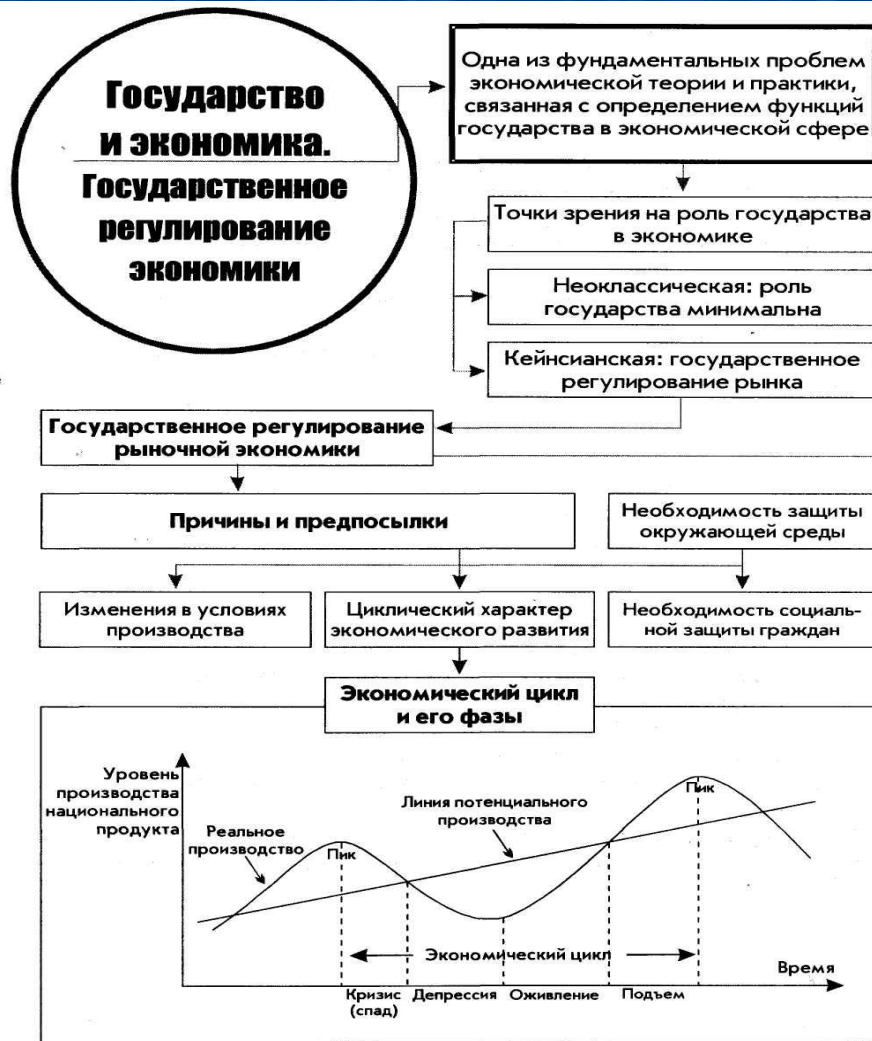 Государство
и экономика.
Государственное
регулирование
экономики
Одна из фундаментальных проблем
экономической теории и практики,
связанная с определением функций
государства в экономической сфере
Точки зрения на роль государства
в экономике
Неоклассическая: роль
государства минимальна
Кейнсианская: государственное
регулирование рынка
Государственное регулирование
рыночной экономики
Причины и предпосылки
Необходимость защиты
окружающей среды
Изменения в условиях
производства
Циклический характер
экономического развития
Необходимость социаль-
ной защиты граждан
Экономический цикл
и его фазы
Уровень
производства
национального
продукта
Реальное
производство
Пик
Линия потенциального
производства
Пик
Экономический цикл
Время
Кризис
(спад)
Депрессия
Оживление
Подъем